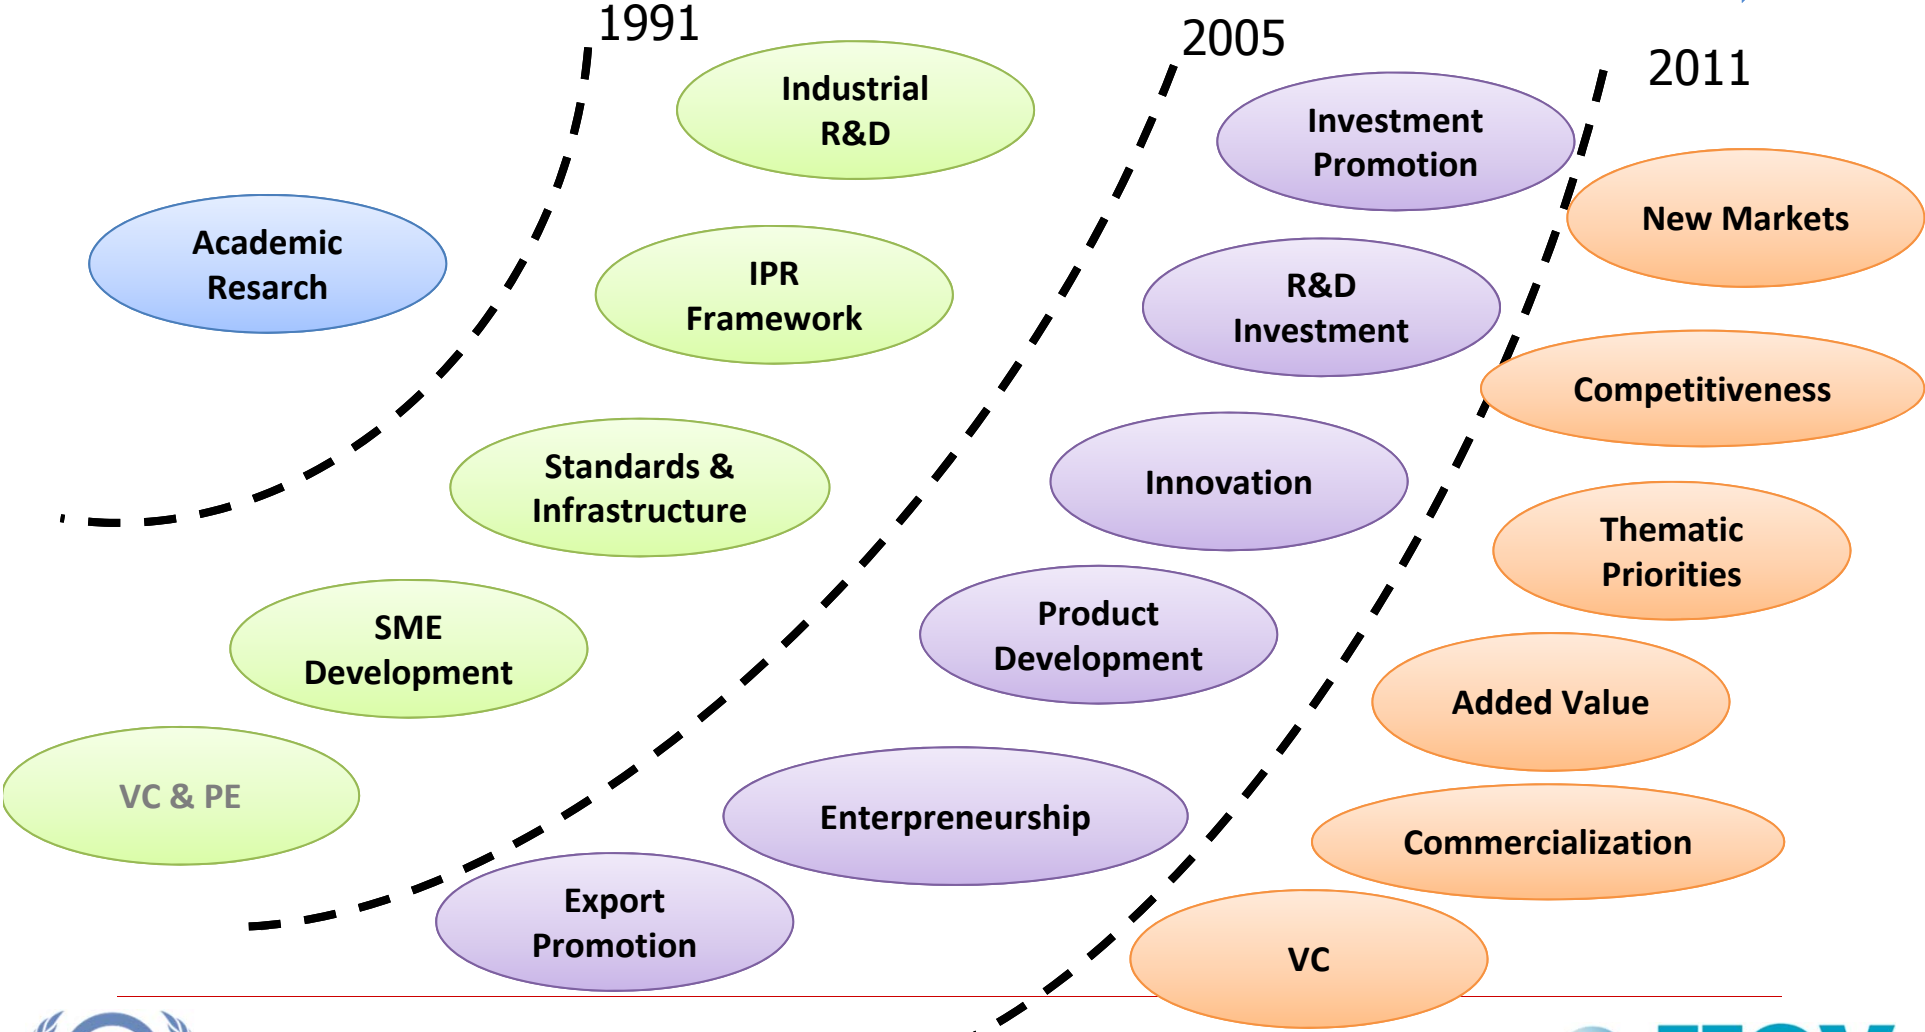 1991
2005
2011
Industrial
R&D
Investment
Promotion
New Markets
Academic
Resarch
IPR
Framework
R&D
Investment
Competitiveness
Standards &
Infrastructure
Innovation
Thematic
Priorities
SME
Development
Product
Development
Added Value
VC & PE
Enterpreneurship
Commercialization
Export
Promotion
VC